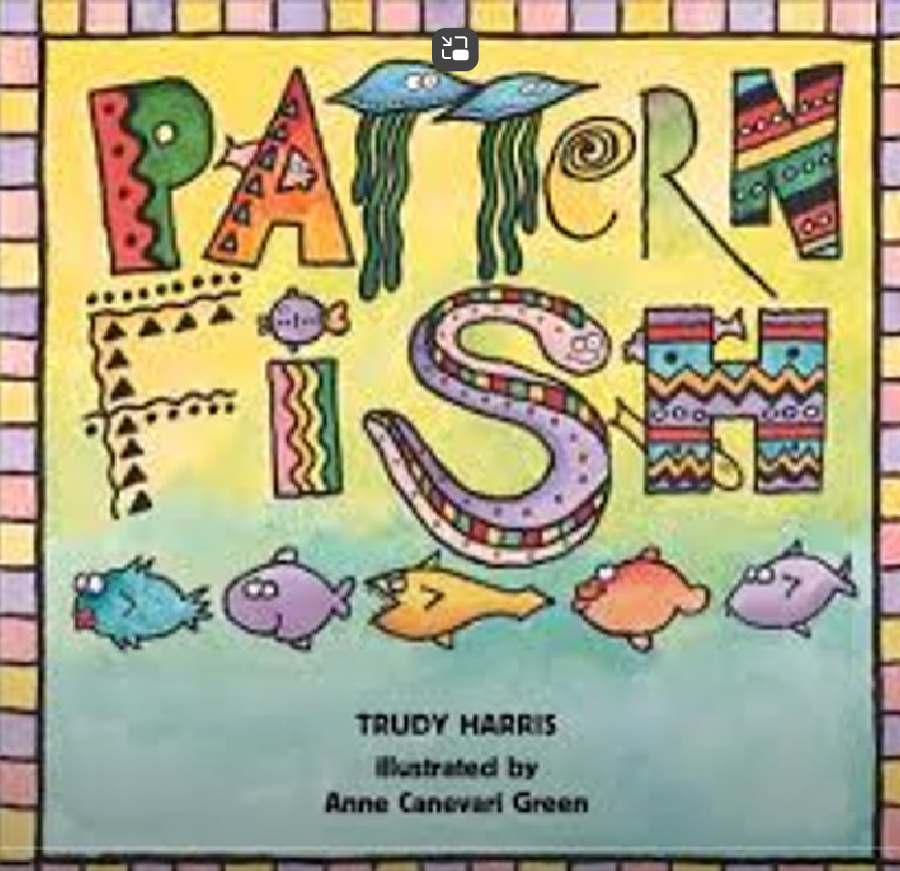 PATTERN
FiSH
TRUDY HARRIS
illustrated by
Anne Canevari Green